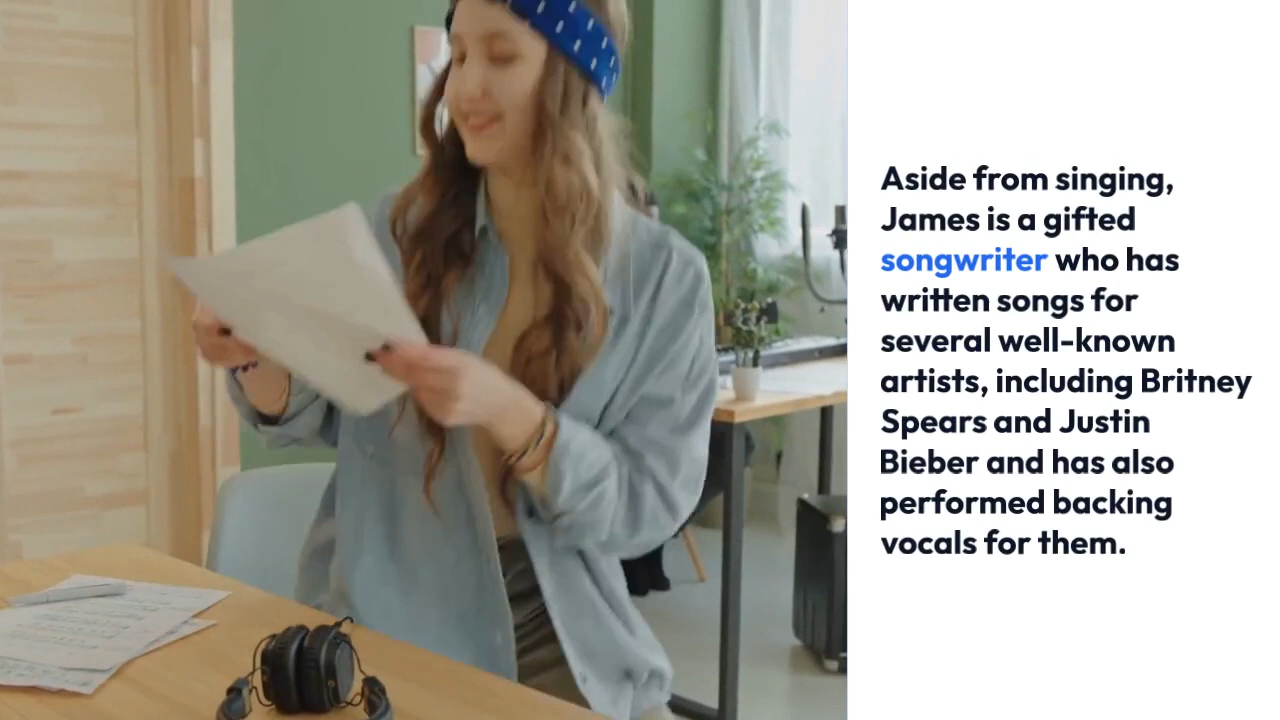 Aside from singing,
James is a gifted
songwriter who has
written songs for
several well-known
artists, including Britney
Spears and Justin
Bieber and has also
performed backing
vocals for them.